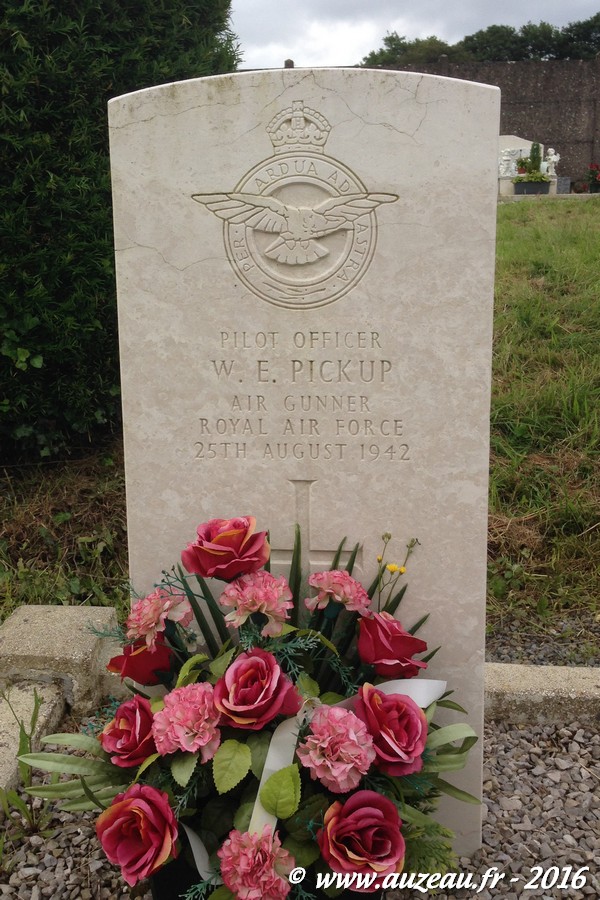 PER ARDUA AD ASTRA
PILOT OFFICER
W. E. PICKUP
AIR GUNNER
ROYAL AIR FORCE
25TH AUGUST 1942
© www.auzeau.fr - 2016